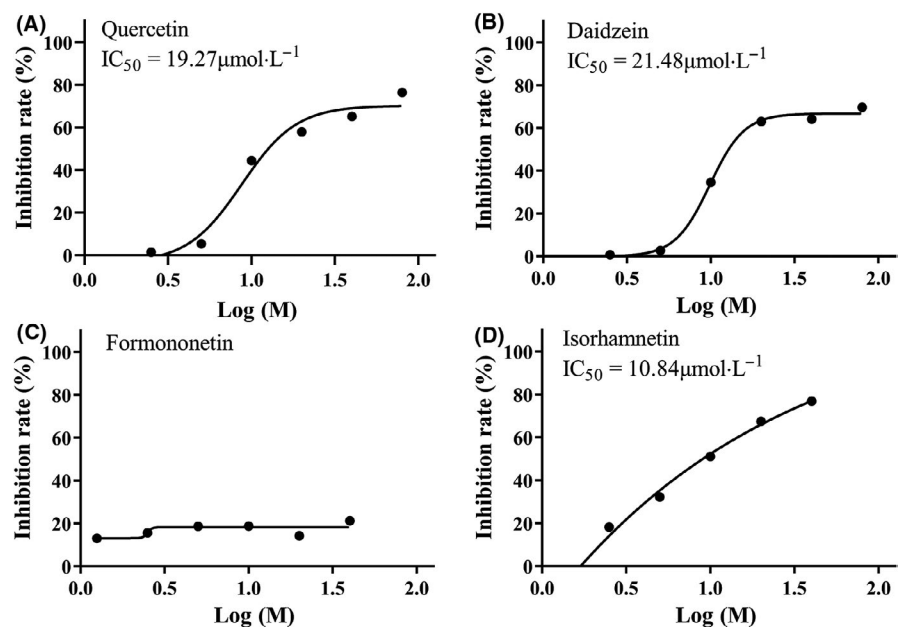 (A)
Quercetin
IC50 = 19.27μmol·L−1
Inhibition rate (%)
100
80
60
40
20
0
0.0 0.5 1.0 1.5 2.0
Log (M)
(B)
Daidzein
IC50 = 21.48μmol·L−1
Inhibition rate (%)
100
80
60
40
20
0
0.0 0.5 1.0 1.5 2.0
Log (M)
(C)
Formononetin
Inhibition rate (%)
100
80
60
40
20
0
0.0 0.5 1.0 1.5 2.0
Log (M)
(D)
Isorhamnetin
IC50 = 10.84μmol·L−1
Inhibition rate (%)
100
80
60
40
20
0
0.0 0.5 1.0 1.5 2.0
Log (M)